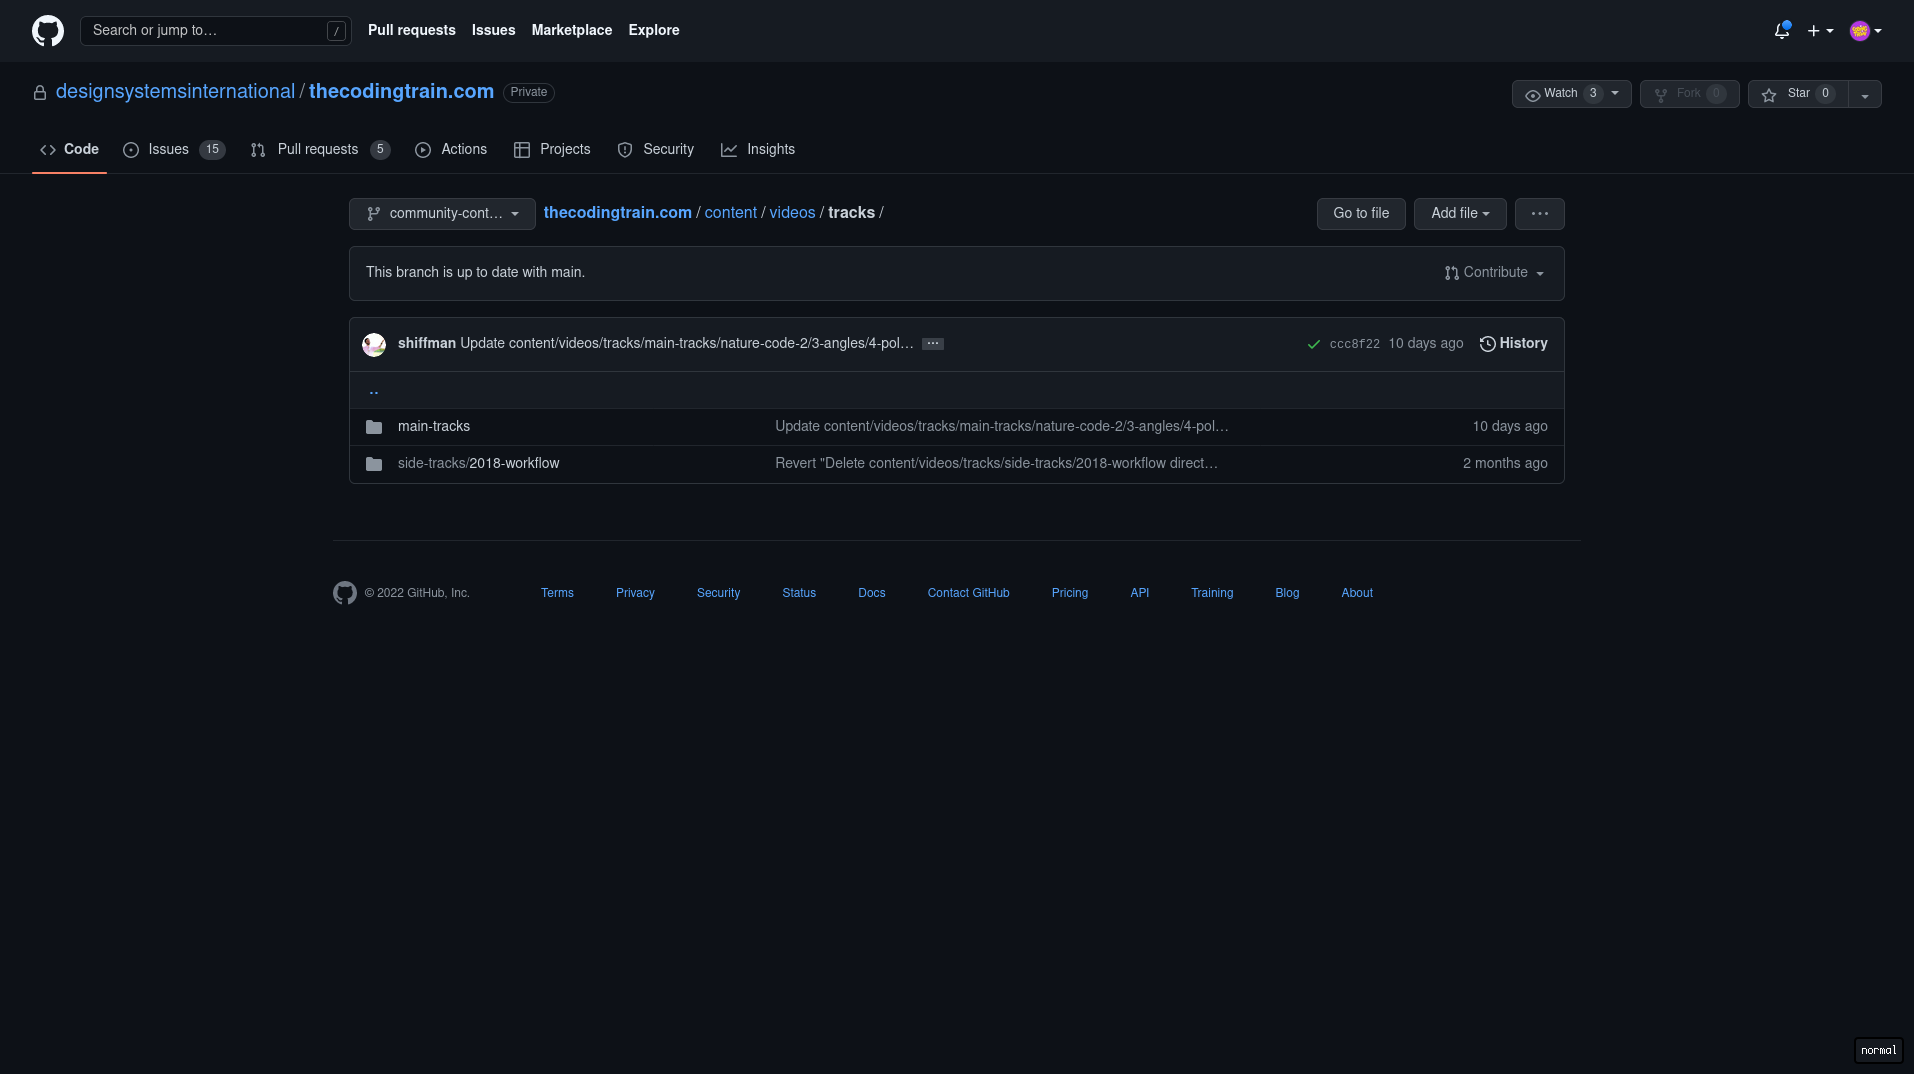 Search or jump to… /
Pull requests Issues Marketplace Explore
designsystemsinternational / thecodingtrain.com Private
Watch 3 Fork 0 Star 0
Code Issues 15 Pull requests 5 Actions Projects Security Insights
community-cont… thecodingtrain.com / content / videos / tracks /
Go to file Add file ···
This branch is up to date with main.
Contribute
shiffman Update content/videos/tracks/main-tracks/nature-code-2/3-angles/4-pol… ···
ccc8f22 10 days ago History
..
main-tracks Update content/videos/tracks/main-tracks/nature-code-2/3-angles/4-pol… 10 days ago
side-tracks/2018-workflow Revert "Delete content/videos/tracks/side-tracks/2018-workflow direct… 2 months ago
© 2022 GitHub, Inc. Terms Privacy Security Status Docs Contact GitHub Pricing API Training Blog About
normal